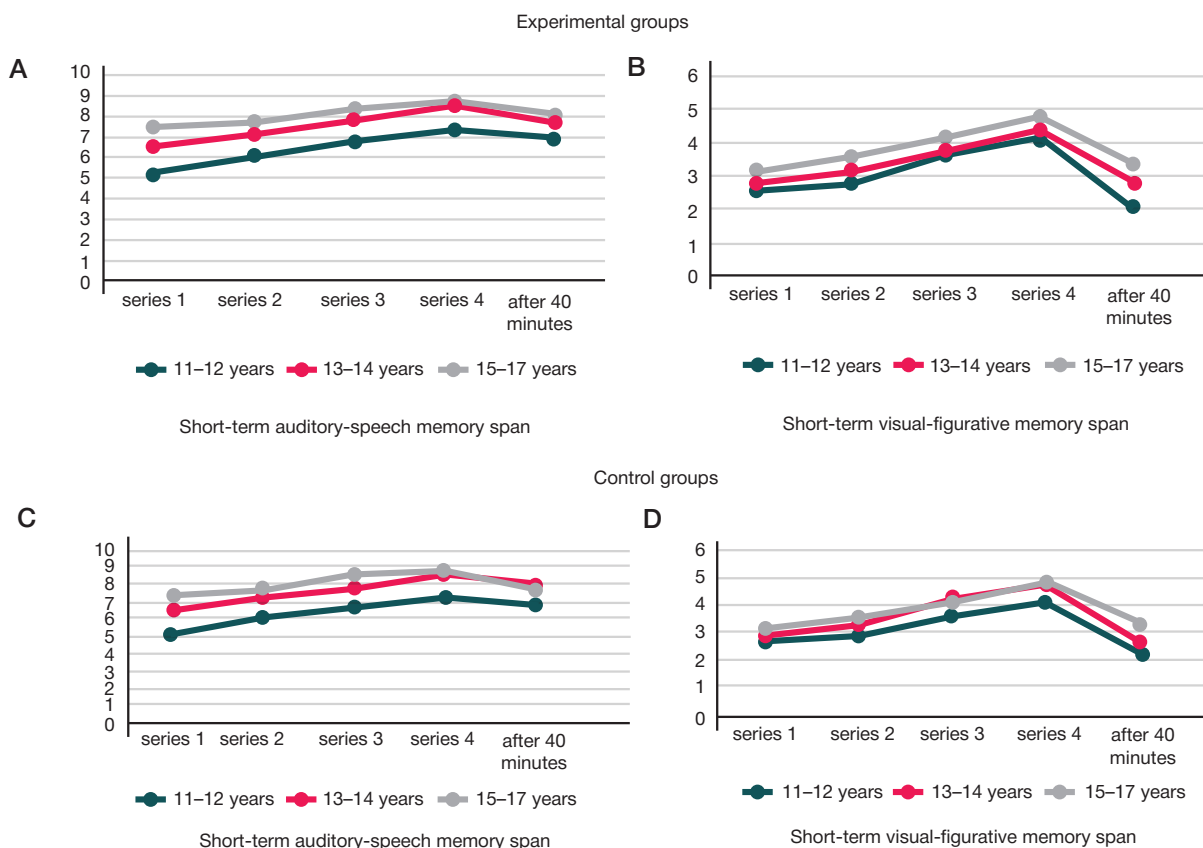 Experimental groups
A
10
9
8
7
6
5
4
3
2
1
0
series 1 series 2 series 3 series 4 after 40
minutes
11–12 years 13–14 years 15–17 years
Short-term auditory-speech memory span
B
6
5
4
3
2
1
0
series 1 series 2 series 3 series 4 after 40
minutes
11–12 years 13–14 years 15–17 years
Short-term visual-figurative memory span
Control groups
C
10
9
8
7
6
5
4
3
2
1
0
series 1 series 2 series 3 series 4 after 40
minutes
11–12 years 13–14 years 15–17 years
Short-term auditory-speech memory span
D
6
5
4
3
2
1
0
series 1 series 2 series 3 series 4 after 40
minutes
11–12 years 13–14 years 15–17 years
Short-term visual-figurative memory span